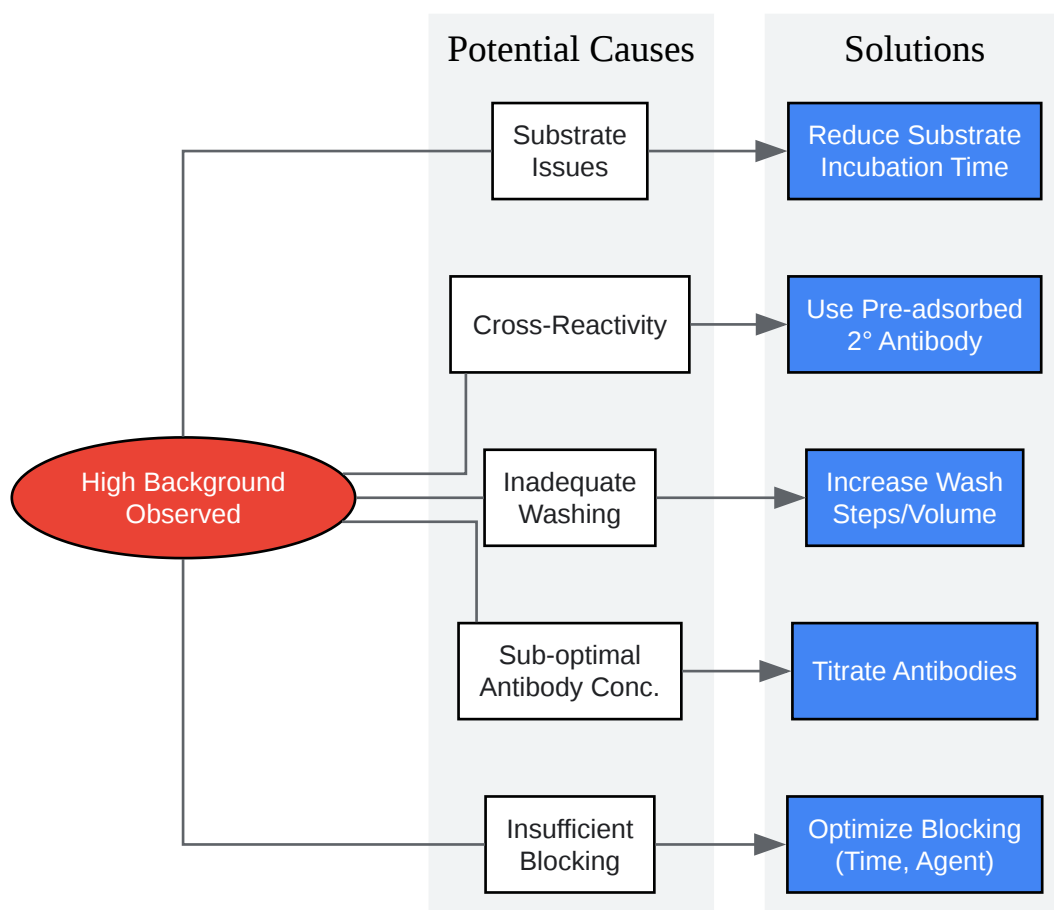 Potential Causes
Solutions
Substrate
Issues
Reduce Substrate
Incubation Time
Cross-Reactivity
Use Pre-adsorbed
2° Antibody
High Background
Observed
Inadequate
Washing
Increase Wash
Steps/Volume
Sub-optimal
Antibody Conc.
Titrate Antibodies
Insufficient
Blocking
Optimize Blocking
(Time, Agent)